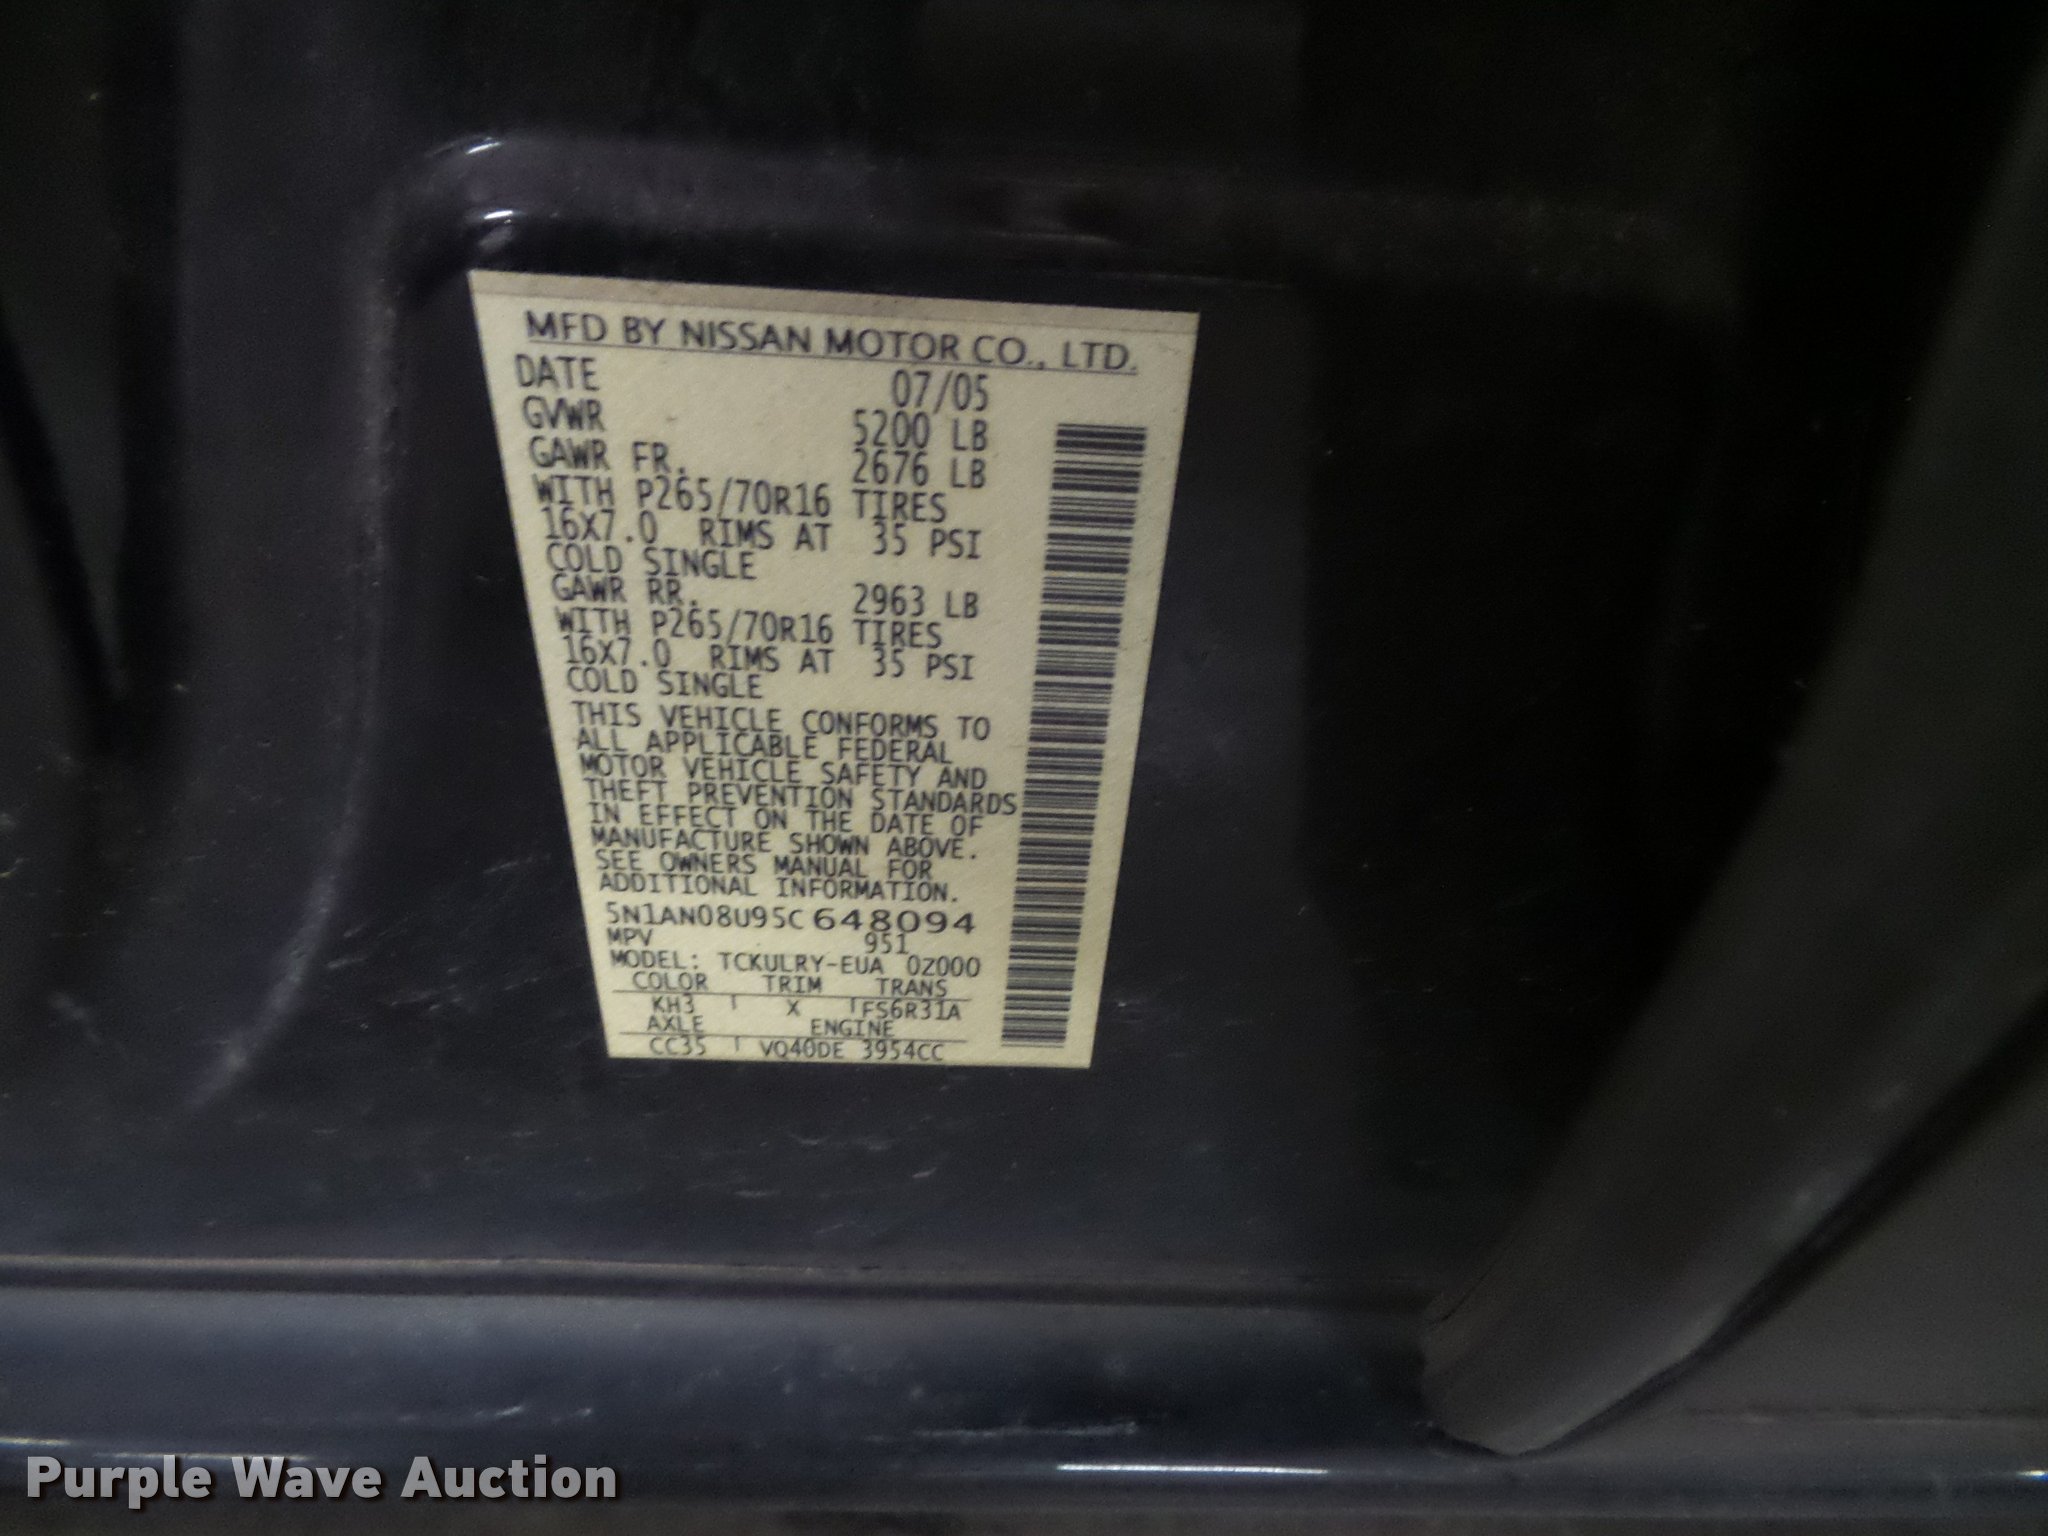 MFD BY NISSAN MOTOR CO., LTD.
DATE 07/05
GVWR 5200 LB
GAWR FR. 2676 LB
WITH P265/70R16 TIRES
16X7.0 RIMS AT 35 PSI
COLD SINGLE
GAWR RR. 2963 LB
WITH P265/70R16 TIRES
16X7.0 RIMS AT 35 PSI
COLD SINGLE
THIS VEHICLE CONFORMS TO
ALL APPLICABLE FEDERAL
MOTOR VEHICLE SAFETY AND
THEFT PREVENTION STANDARDS
IN EFFECT ON THE DATE OF
MANUFACTURE SHOWN ABOVE.
SEE OWNERS MANUAL FOR
ADDITIONAL INFORMATION.
5N1AN08U95C648094
MPV 951
MODEL: TCKULRY-EUA 0Z000
COLOR TRIM TRANS
KH3 X FS6R31A
AXLE ENGINE
CC35 VQ40DE 3954CC
Purple Wave Auction